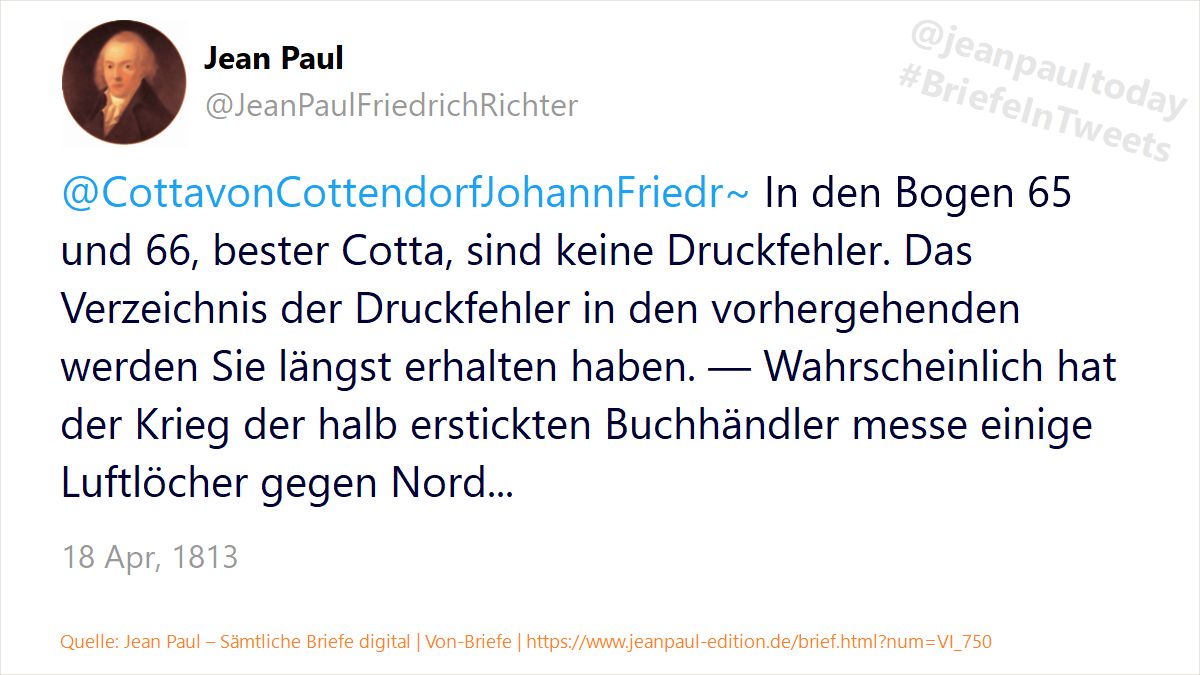 @jeanpaultoday
#BriefeInTweets
Jean Paul
@JeanPaulFriedrichRichter
@CottavonCottendorfJohannFriedr~ In den Bogen 65
und 66, bester Cotta, sind keine Druckfehler. Das
Verzeichnis der Druckfehler in den vorhergehenden
werden Sie längst erhalten haben. — Wahrscheinlich hat
der Krieg der halb erstickten Buchhändler messe einige
Luftlöcher gegen Nord...
18 Apr, 1813
Quelle: Jean Paul – Sämtliche Briefe digital | Von-Briefe | https://www.jeanpaul-edition.de/brief.html?num=VI_750